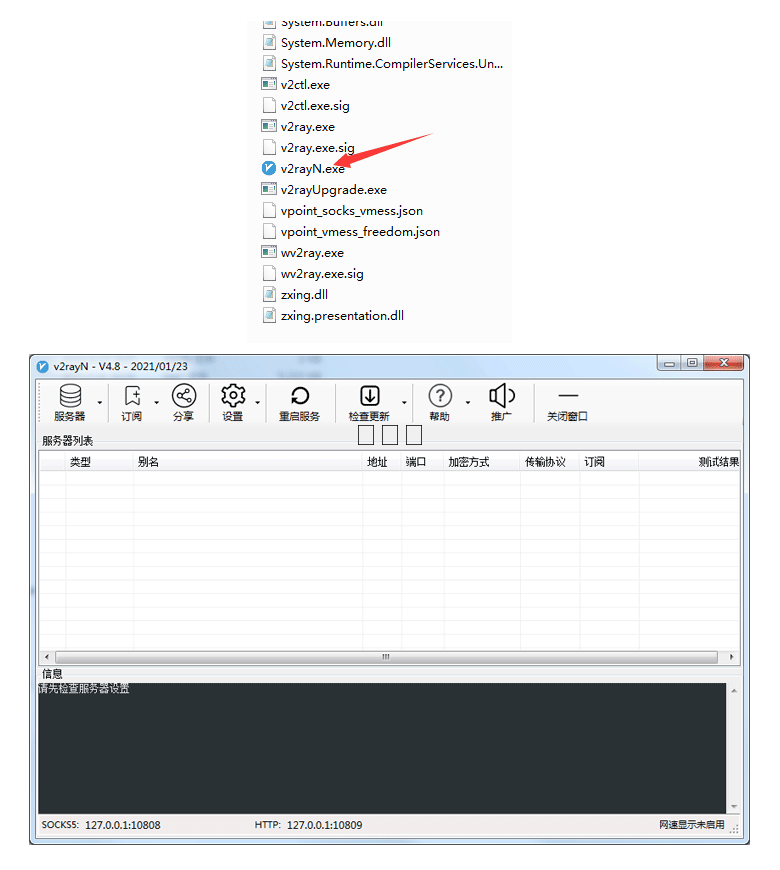 System.Buffers.dll
System.Memory.dll
System.Runtime.CompilerServices.Un...
v2ctl.exe
v2ctl.exe.sig
v2ray.exe
v2ray.exe.sig
v2rayN.exe
v2rayUpgrade.exe
vpoint_socks_vmess.json
vpoint_vmess_freedom.json
wv2ray.exe
wv2ray.exe.sig
zxing.dll
zxing.presentation.dll
v2rayN - V4.8 - 2021/01/23
服务器 订阅 分享 设置 重启服务 检查更新 帮助 推广 关闭窗口
服务器列表
类型 别名 地址 端口 加密方式 传输协议 订阅 测试结果
信息
请先检查服务器设置
SOCKS5: 127.0.0.1:10808 HTTP: 127.0.0.1:10809 网速显示未启用